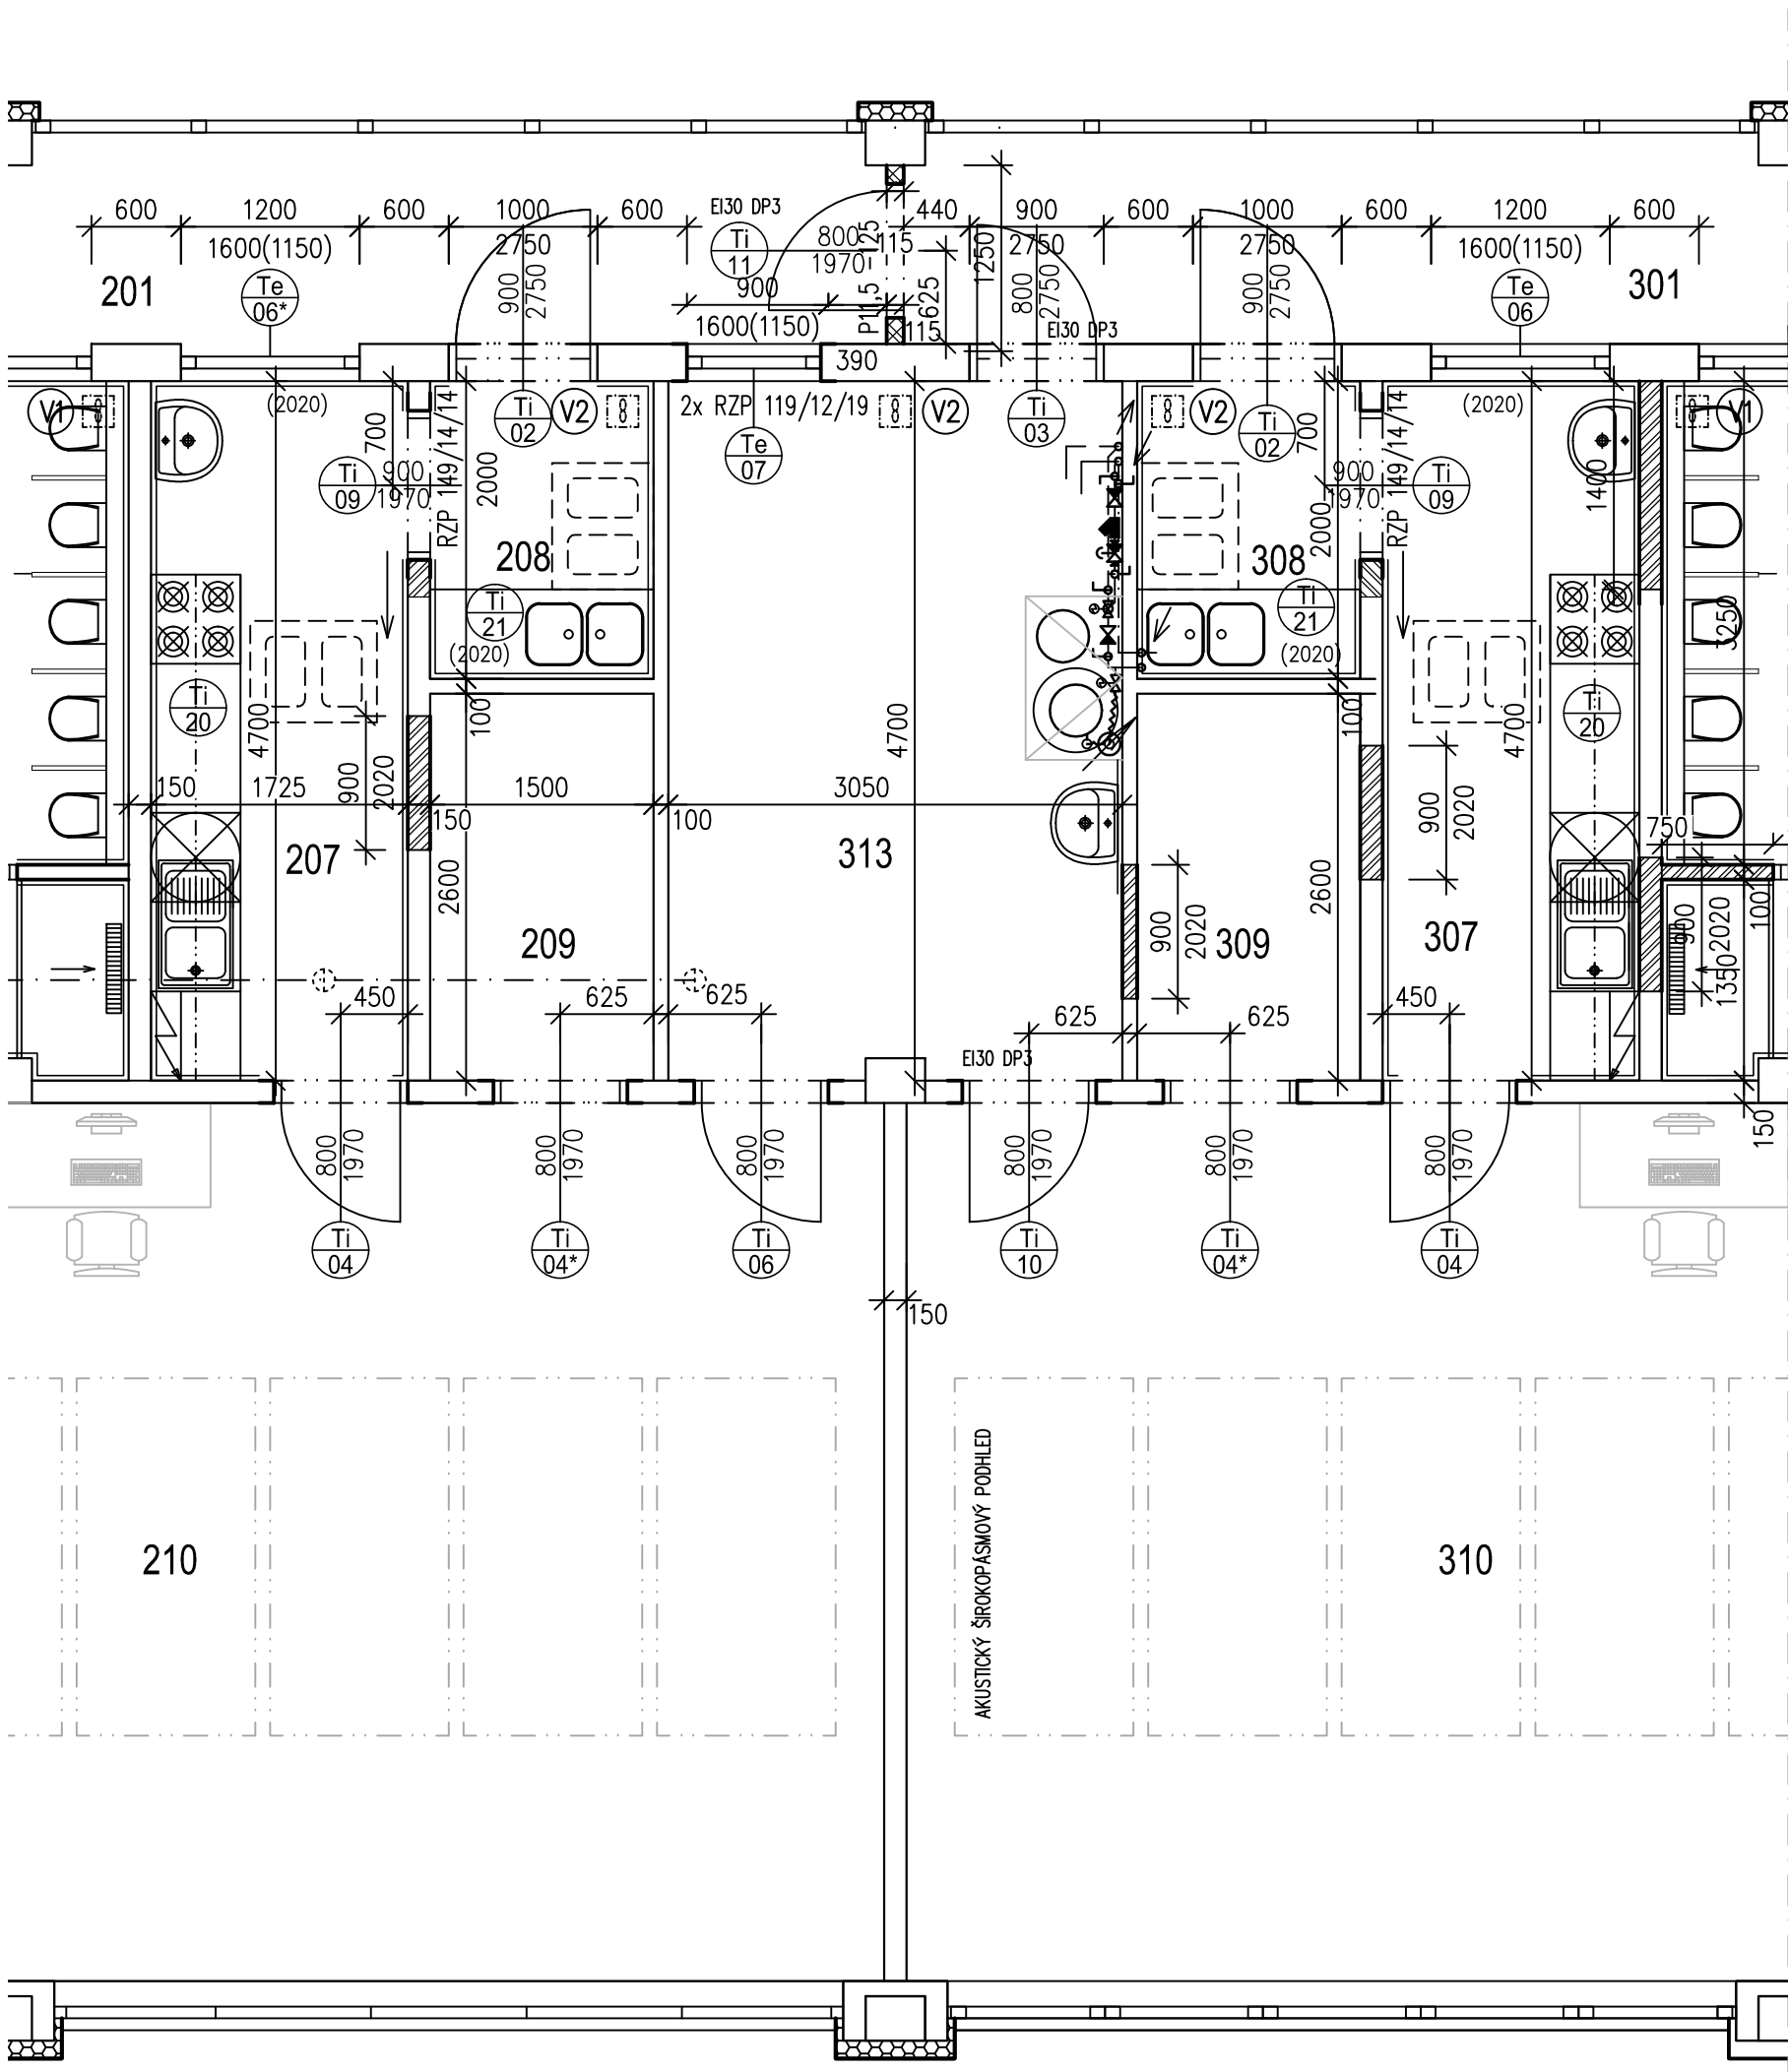 600 1200 600 1000 600 EI30 DP3 440 900 600 1000 600 1200 600
1600(1150) 2750 Ti 11 800 1970 115 2750 2750 1600(1150)
900 2750 P11,5-125 625 1250 800 2750 900 2750
201 Te 06* 900 1600(1150) 115 EI30 DP3 Te 06 301
390
V1 (2020) Ti 02 V2 2x RZP 119/12/19 V2 Ti 03 V2 Ti 02 (2020) V1
700 RZP 149/14/14 2000 Te 07 700 2000 RZP 149/14/14 1400
Ti 09 900 1970 900 1970 Ti 09
208 308
Ti 21 (2020) Ti 21 (2020) 3250
Ti 20 4700 100 4700 100 4700 Ti 20
150 1725 900 2020 150 1500 100 3050 900 2020 750
207 313
2600 2600 900 2020 900 2020 1350 100
209 309 307
450 625 625 625 625 450
EI30 DP3
800 1970 800 1970 800 1970 800 1970 800 1970 800 1970 150
Ti 04 Ti 04* Ti 06 Ti 10 Ti 04* Ti 04
150
AKUSTICKÝ ŠIROKOPÁSMOVÝ PODHLED
210 310